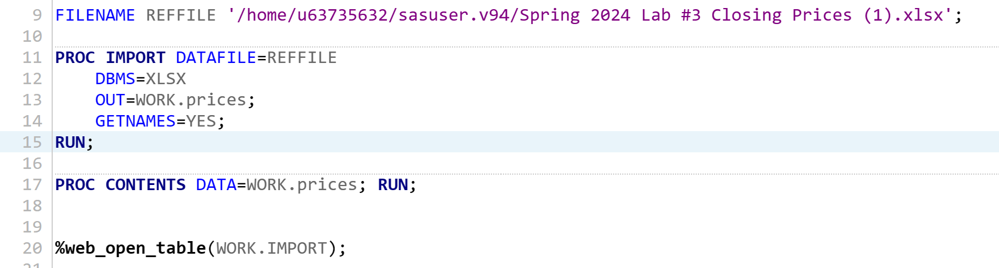 9 FILENAME REFFILE '/home/u63735632/sasuser.v94/Spring 2024 Lab #3 Closing Prices (1).xlsx';
10
11 PROC IMPORT DATAFILE=REFFILE
12     DBMS=XLSX
13     OUT=WORK.prices;
14     GETNAMES=YES;
15 RUN;
16
17 PROC CONTENTS DATA=WORK.prices; RUN;
18
19
20 %web_open_table(WORK.IMPORT);
21